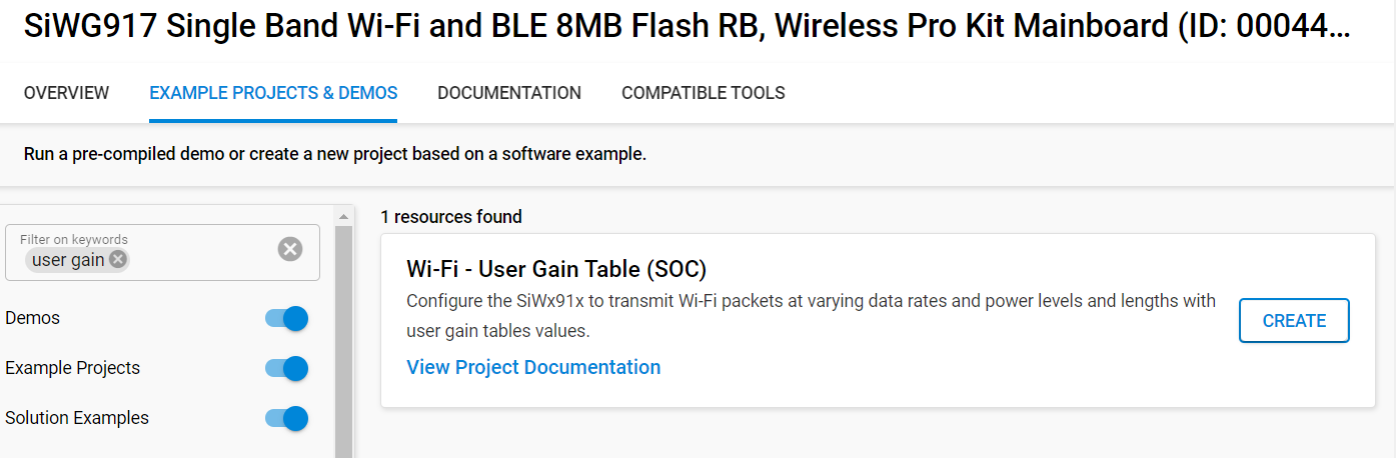 SiWG917 Single Band Wi-Fi and BLE 8MB Flash RB, Wireless Pro Kit Mainboard (ID: 00044...
OVERVIEW EXAMPLE PROJECTS & DEMOS DOCUMENTATION COMPATIBLE TOOLS
Run a pre-compiled demo or create a new project based on a software example.
Filter on keywords
user gain
Demos
Example Projects
Solution Examples
1 resources found
Wi-Fi - User Gain Table (SOC)
Configure the SiWx91x to transmit Wi-Fi packets at varying data rates and power levels and lengths with
user gain tables values.
View Project Documentation
CREATE